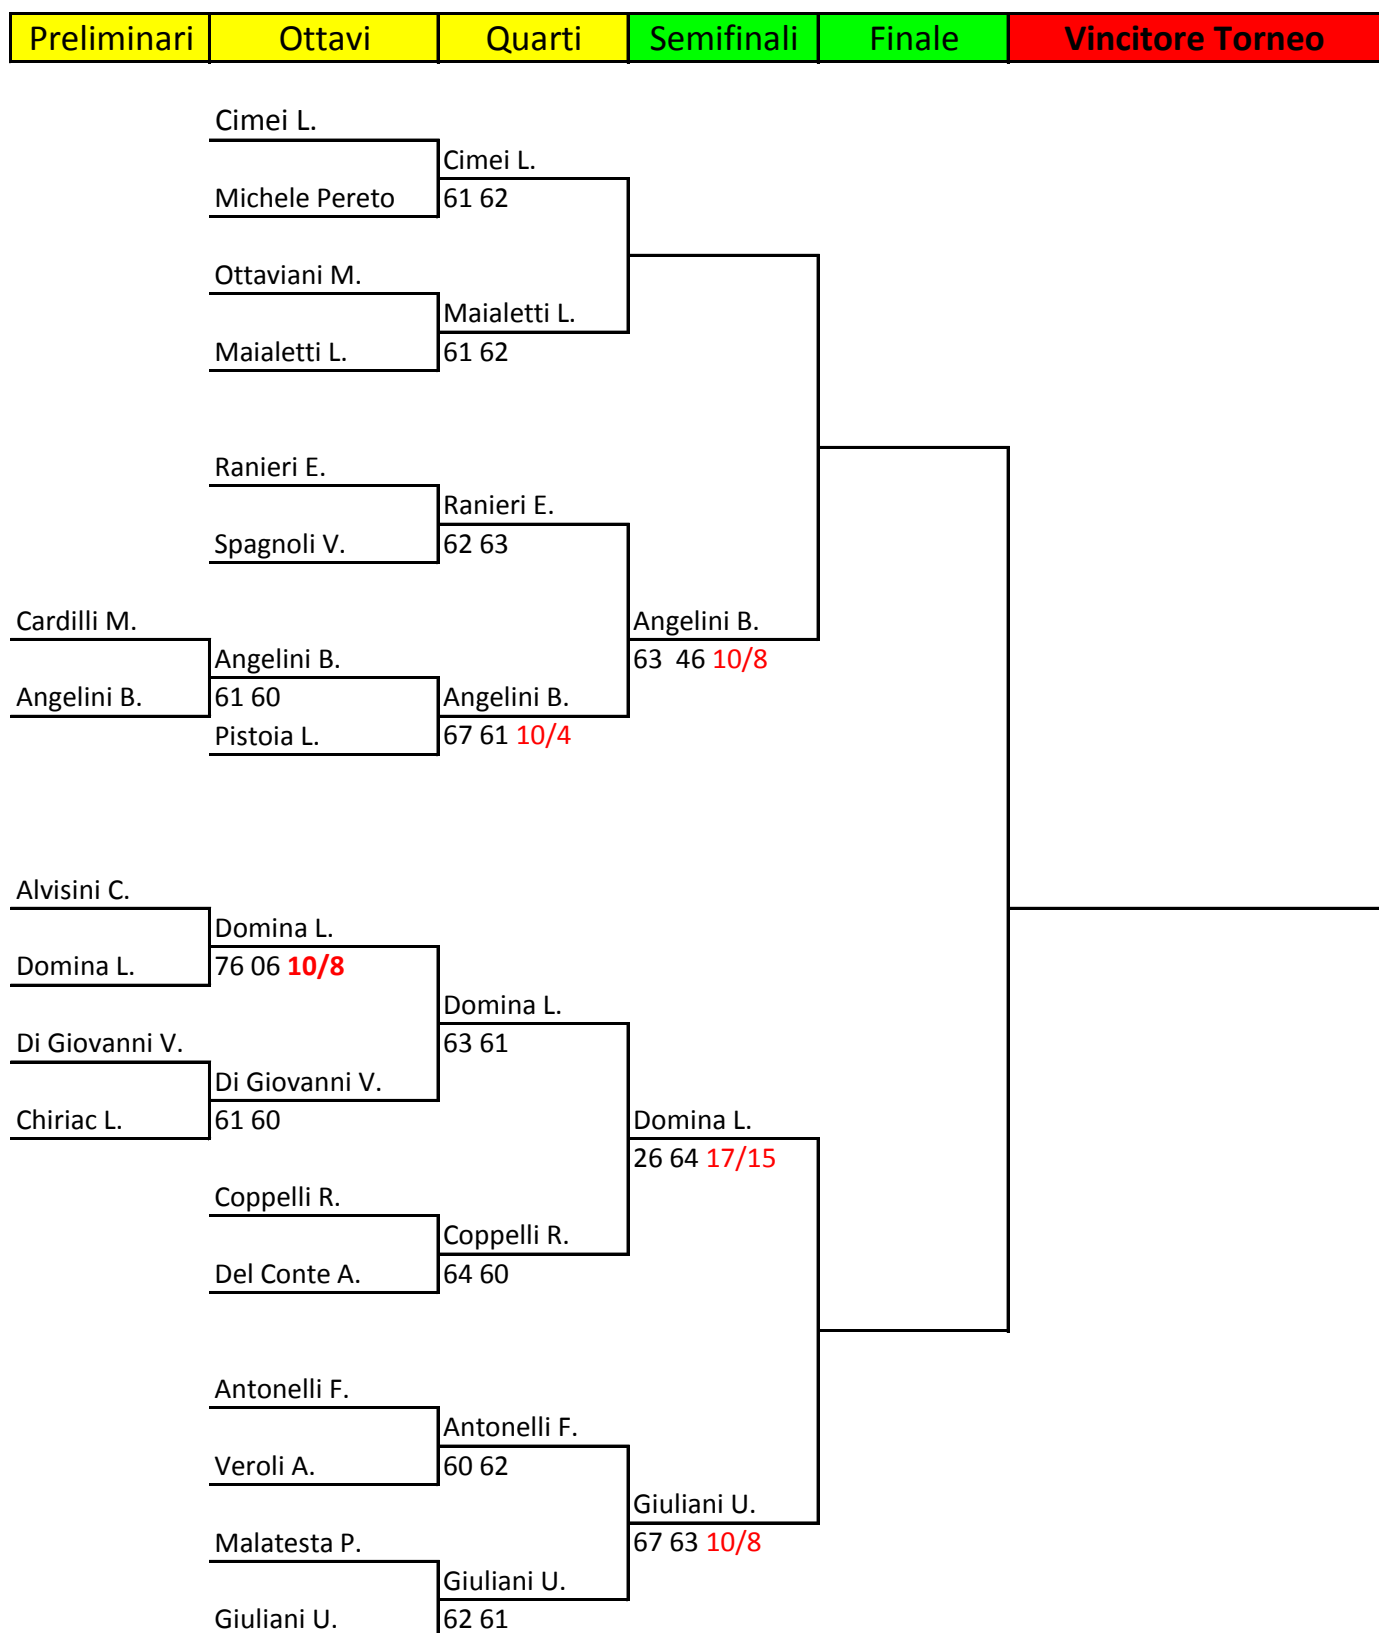 Preliminari Ottavi Quarti Semifinali Finale Vincitore Torneo
Cimei L.
Cimei L.
Michele Pereto 61 62
Ottaviani M.
Maialetti L.
Maialetti L. 61 62
Ranieri E.
Ranieri E.
Spagnoli V. 62 63
Cardilli M. Angelini B.
Angelini B. 63 46 10/8
Angelini B. 61 60 Angelini B.
Pistoia L. 67 61 10/4
Alvisini C.
Domina L.
Domina L. 76 06 10/8
Domina L.
Di Giovanni V. 63 61
Di Giovanni V.
Chiriac L. 61 60 Domina L.
26 64 17/15
Coppelli R.
Coppelli R.
Del Conte A. 64 60
Antonelli F.
Antonelli F.
Veroli A. 60 62
Giuliani U.
Malatesta P. 67 63 10/8
Giuliani U.
Giuliani U. 62 61